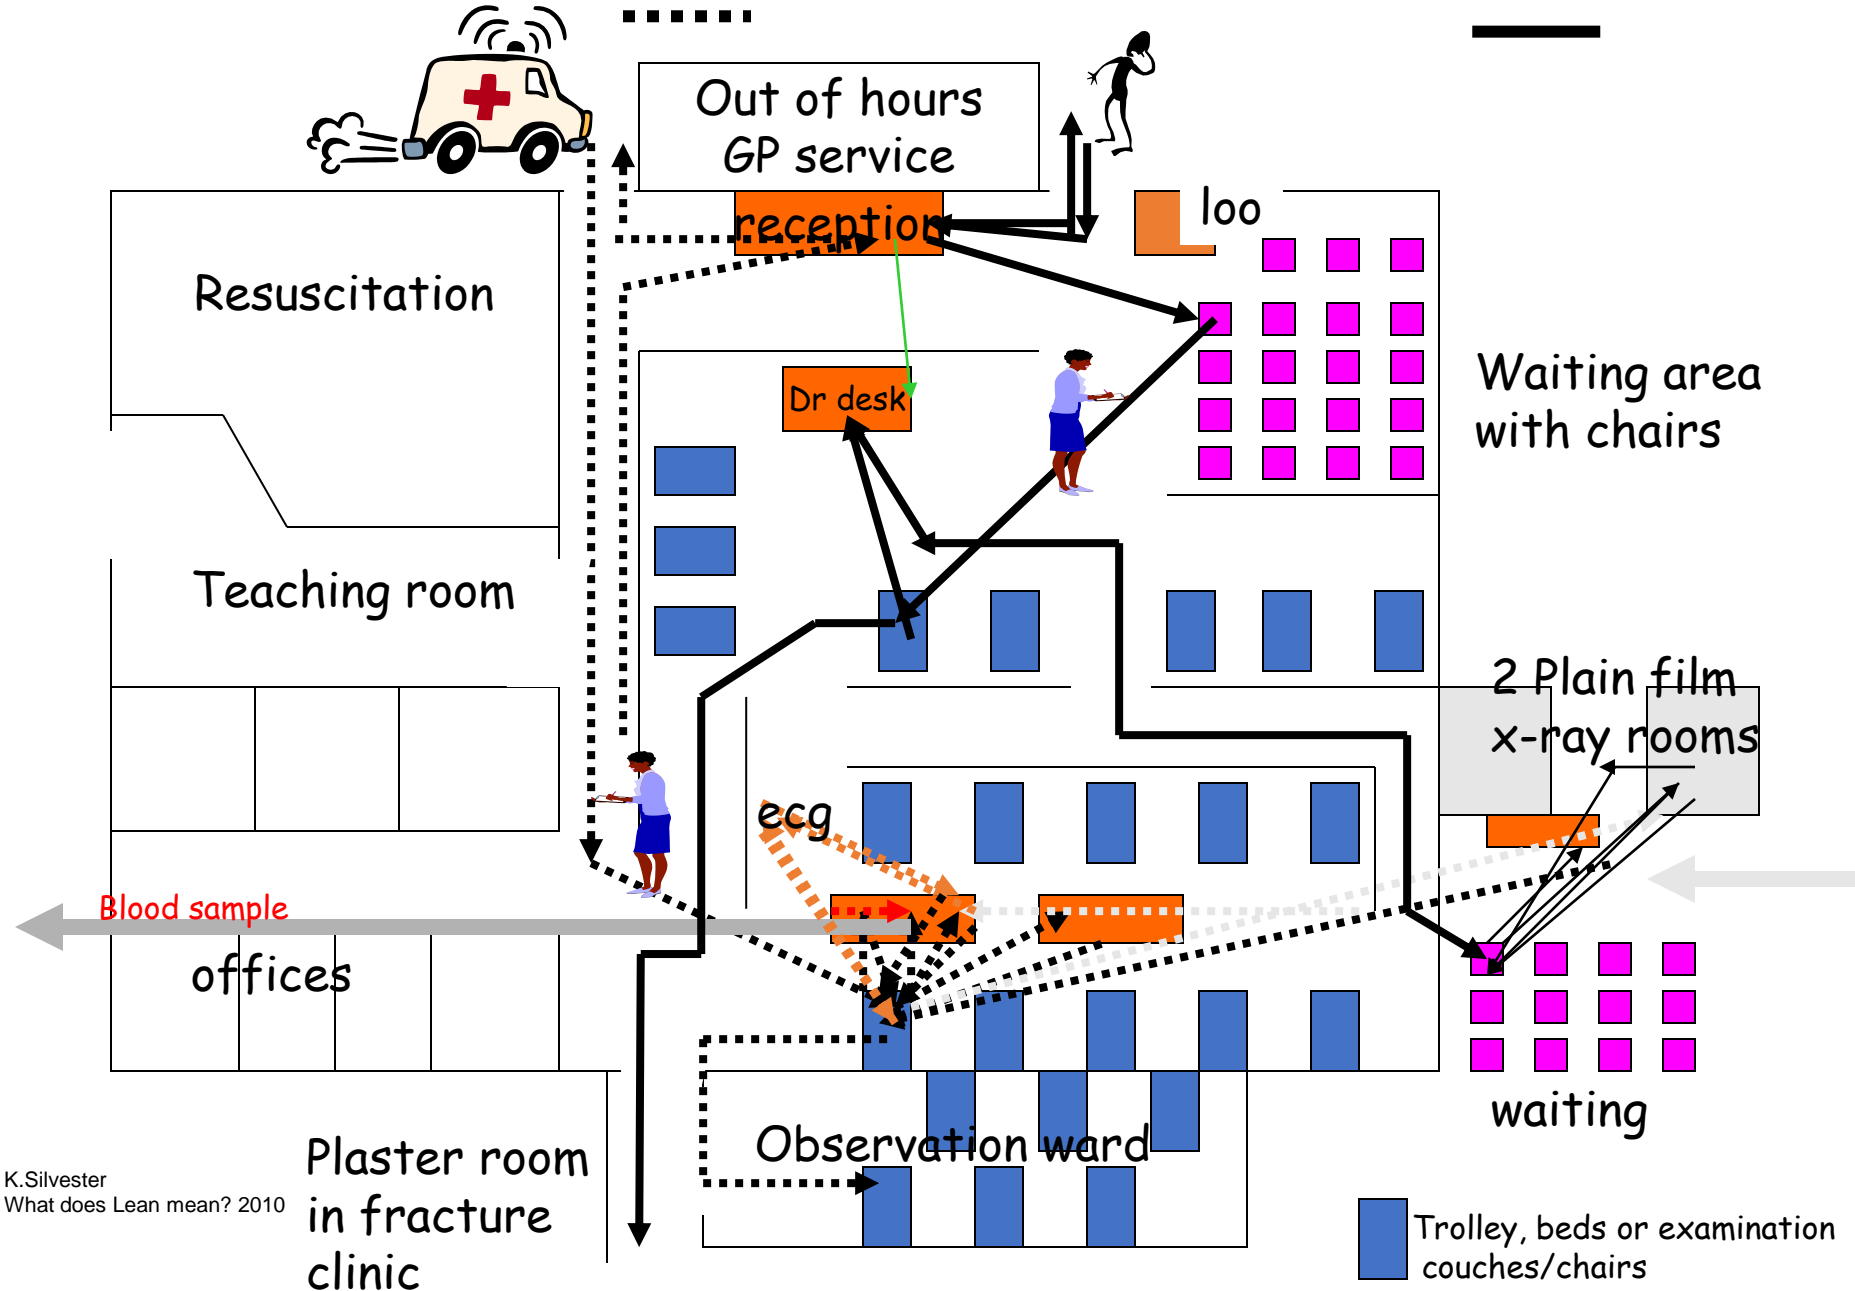 Out of hours
GP service
reception
loo
Resuscitation
Dr desk
Waiting area
with chairs
Teaching room
2 Plain film
x-ray rooms
ecg
Blood sample
offices
waiting
Observation ward
Plaster room
in fracture
clinic
K.Silvester
What does Lean mean? 2010
Trolley, beds or examination
couches/chairs